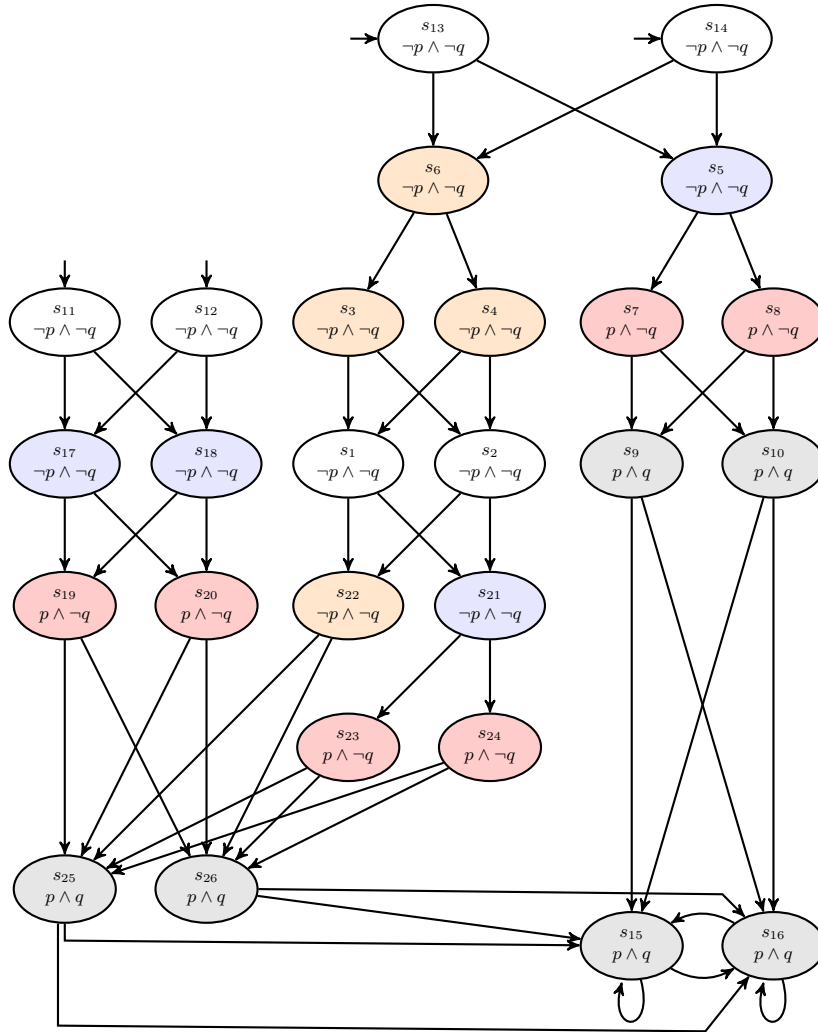 s₁₃
¬p ∧ ¬q
s₁₄
¬p ∧ ¬q
s₆
¬p ∧ ¬q
s₅
¬p ∧ ¬q
s₁₁
¬p ∧ ¬q
s₁₂
¬p ∧ ¬q
s₃
¬p ∧ ¬q
s₄
¬p ∧ ¬q
s₇
p ∧ ¬q
s₈
p ∧ ¬q
s₁₇
¬p ∧ ¬q
s₁₈
¬p ∧ ¬q
s₁
¬p ∧ ¬q
s₂
¬p ∧ ¬q
s₉
p ∧ q
s₁₀
p ∧ q
s₁₉
p ∧ ¬q
s₂₀
p ∧ ¬q
s₂₂
¬p ∧ ¬q
s₂₁
¬p ∧ ¬q
s₂₃
p ∧ ¬q
s₂₄
p ∧ ¬q
s₂₅
p ∧ q
s₂₆
p ∧ q
s₁₅
p ∧ q
s₁₆
p ∧ q